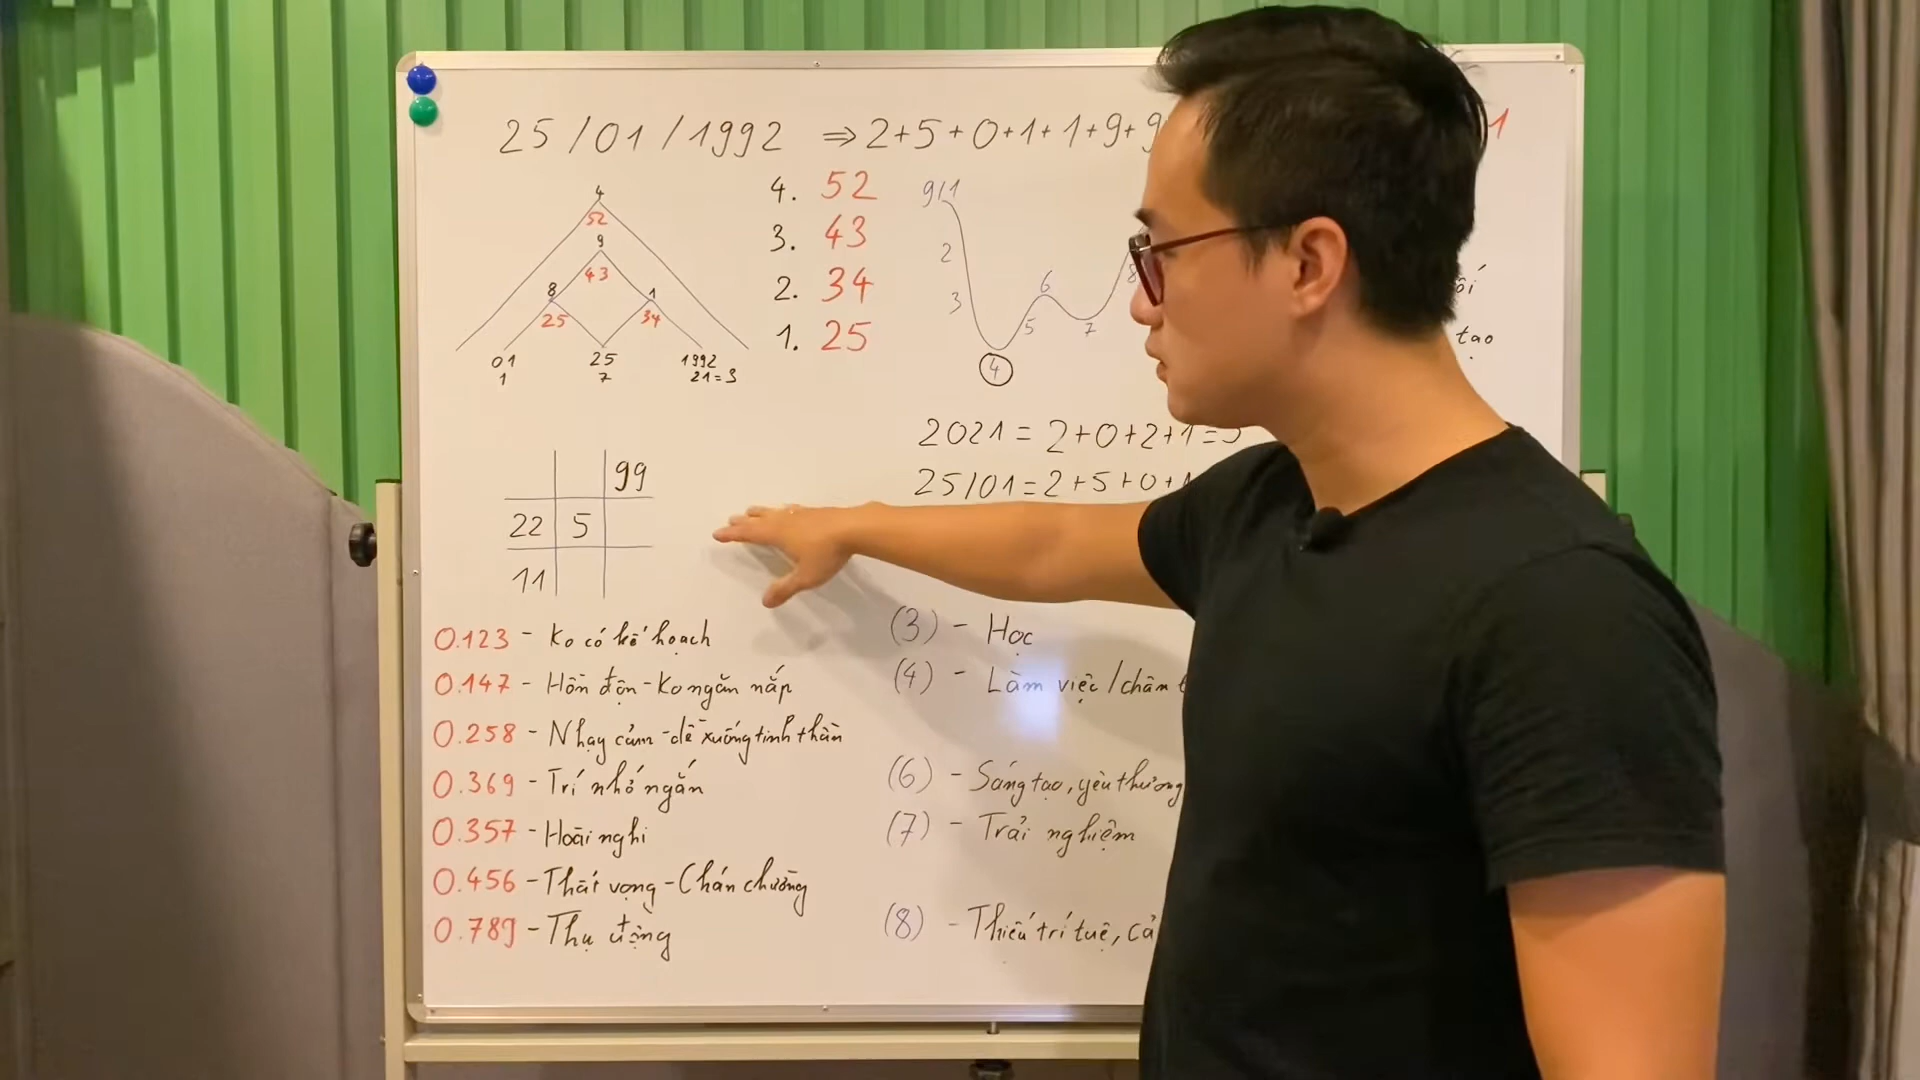 25/01/1992 ⇒ 2+5+0+1+1+9+9
1
4
52
9
43
8
1
25
34
01
25
1992
1
7
21=3
4. 52
3. 43
2. 34
1. 25
9/1
2
3
4
5
6
7
8
ối
tạo
2021 = 2+0+2+1=5
25/01=2+5+0+1
99
22 5
11
0.123 - Ko có kế hoạch
0.147 - Hỗn độn - Ko ngăn nắp
0.258 - Nhạy cảm - dễ xuống tinh thần
0.369 - Trí nhớ ngắn
0.357 - Hoài nghi
0.456 - Thất vọng - Chán chường
0.789 - Thụ động
(3) - Học
(4) - Làm việc/chân
(6) - Sáng tạo, yêu thương
(7) - Trải nghiệm
(8) - Thiếu trí tuệ, cả